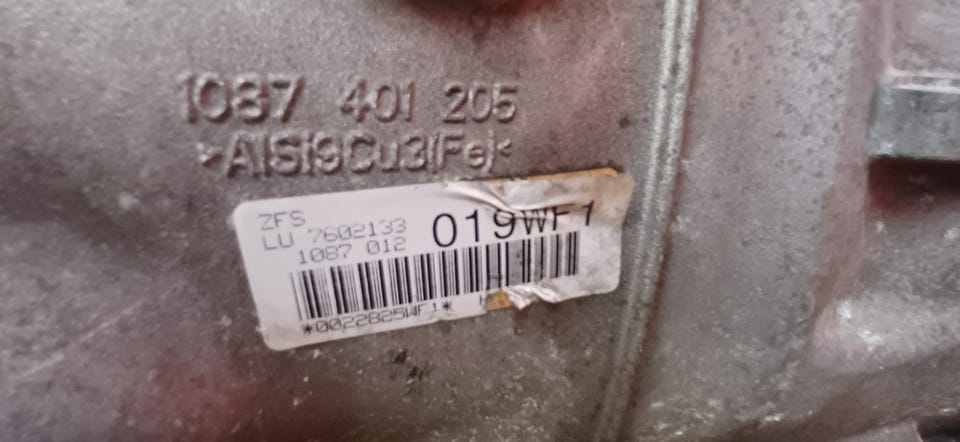 1087 401 205
>AlSi9Cu3(Fe)<
ZFS
LU 7602133
1087 012
019WF1
*0022825WF1*